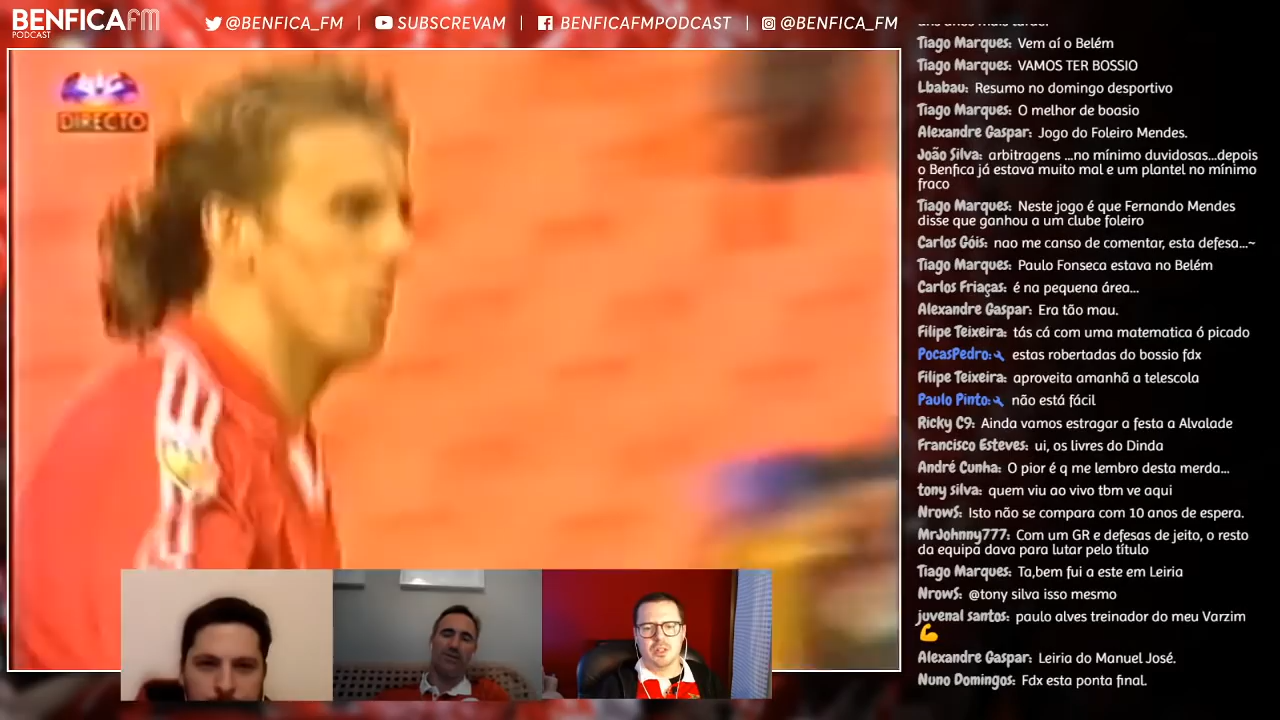 BENFICAFM
PODCAST
@BENFICA_FM | SUBSCREVAM | BENFICAFMPODCAST | @BENFICA_FM
SIC
DIRECTO
Tiago Marques: Vem aí o Belém
Tiago Marques: VAMOS TER BOSSIO
Lbabau: Resumo no domingo desportivo
Tiago Marques: O melhor de boasio
Alexandre Gaspar: Jogo do Foleiro Mendes.
João Silva: arbitragens ...no mínimo duvidosas...depois
o Benfica já estava muito mal e um plantel no mínimo
fraco
Tiago Marques: Neste jogo é que Fernando Mendes
disse que ganhou a um clube foleiro
Carlos Góis: nao me canso de comentar, esta defesa...~
Tiago Marques: Paulo Fonseca estava no Belém
Carlos Friaças: é na pequena área...
Alexandre Gaspar: Era tão mau.
Filipe Teixeira: tás cá com uma matematica ó picado
PocasPedro: estas robertadas do bossio fdx
Filipe Teixeira: aproveita amanhã a telescola
Paulo Pinto: não está fácil
Ricky C9: Ainda vamos estragar a festa a Alvalade
Francisco Esteves: ui, os livres do Dinda
André Cunha: O pior é q me lembro desta merda...
tony silva: quem viu ao vivo tbm ve aqui
NrowS: Isto não se compara com 10 anos de espera.
MrJohnny777: Com um GR e defesas de jeito, o resto
da equipa dava para lutar pelo título
Tiago Marques: Ta,bem fui a este em Leiria
NrowS: @tony silva isso mesmo
juvenal santos: paulo alves treinador do meu Varzim
💪
Alexandre Gaspar: Leiria do Manuel José.
Nuno Domingos: Fdx esta ponta final.